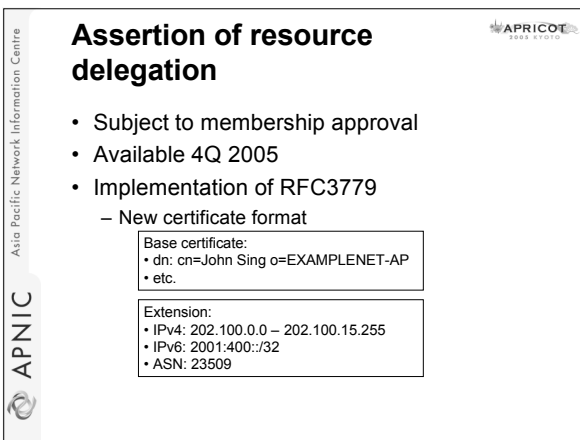 Assertion of resource
delegation
APRICOT
2005 KYOTO
• Subject to membership approval
• Available 4Q 2005
• Implementation of RFC3779
– New certificate format
Base certificate:
• dn: cn=John Sing o=EXAMPLENET-AP
• etc.
Extension:
• IPv4: 202.100.0.0 – 202.100.15.255
• IPv6: 2001:400::/32
• ASN: 23509
Asia Pacific Network Information Centre
APNIC